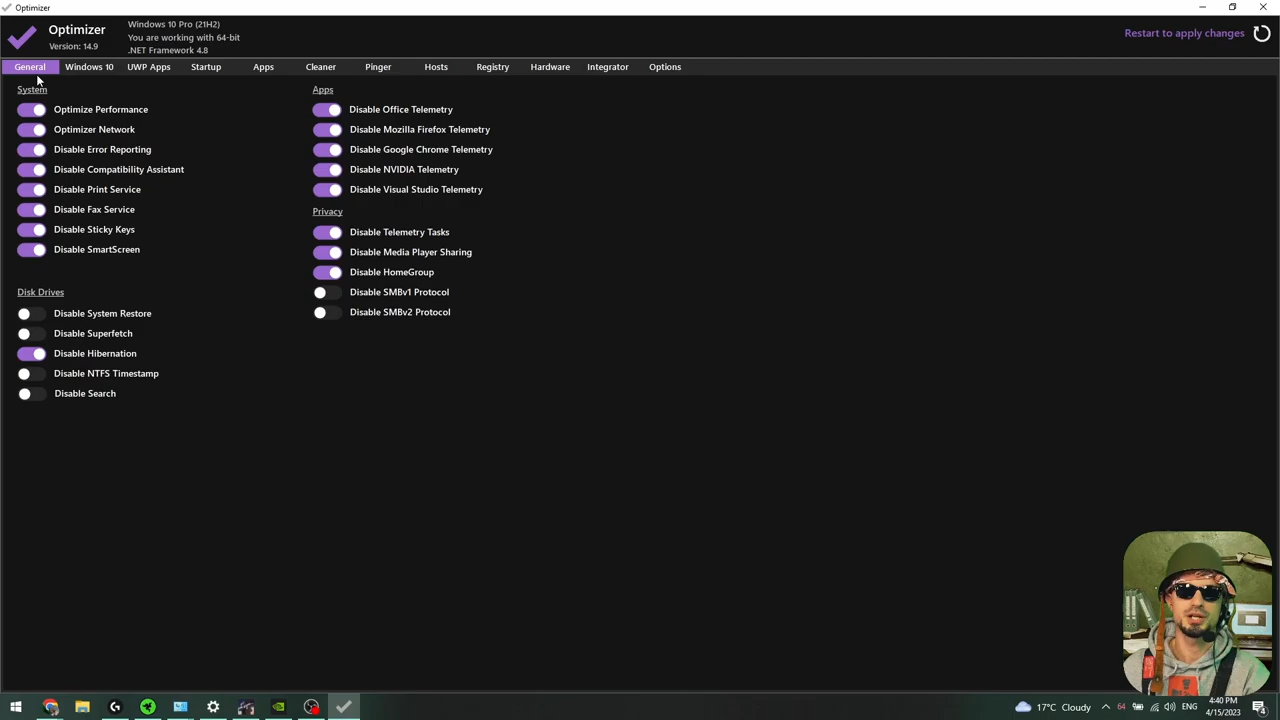 Optimizer
Optimizer
Version: 14.9
Windows 10 Pro (21H2)
You are working with 64-bit
.NET Framework 4.8
Restart to apply changes
General
Windows 10
UWP Apps
Startup
Apps
Cleaner
Pinger
Hosts
Registry
Hardware
Integrator
Options
System
Optimize Performance
Optimizer Network
Disable Error Reporting
Disable Compatibility Assistant
Disable Print Service
Disable Fax Service
Disable Sticky Keys
Disable SmartScreen
Disk Drives
Disable System Restore
Disable Superfetch
Disable Hibernation
Disable NTFS Timestamp
Disable Search
Apps
Disable Office Telemetry
Disable Mozilla Firefox Telemetry
Disable Google Chrome Telemetry
Disable NVIDIA Telemetry
Disable Visual Studio Telemetry
Privacy
Disable Telemetry Tasks
Disable Media Player Sharing
Disable HomeGroup
Disable SMBv1 Protocol
Disable SMBv2 Protocol
17°C Cloudy
64
ENG
4:40 PM
4/15/2023
4